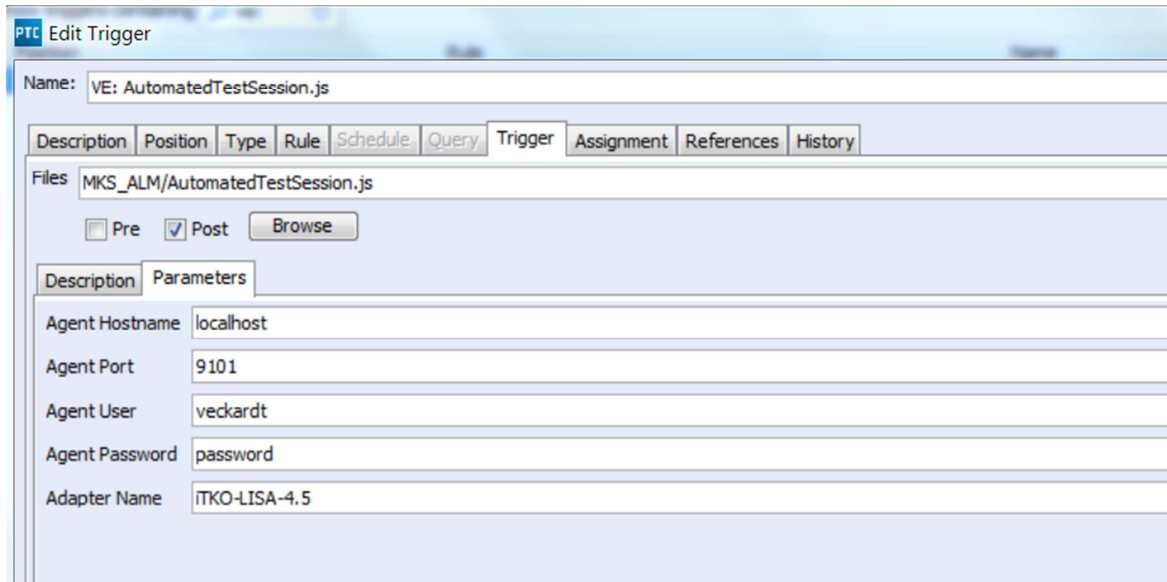 PTC Edit Trigger
Name: VE: AutomatedTestSession.js
Description Position Type Rule Schedule Query Trigger Assignment References History
Files MKS_ALM/AutomatedTestSession.js
Pre Post Browse
Description Parameters
Agent Hostname localhost
Agent Port 9101
Agent User veckardt
Agent Password password
Adapter Name iTKO-LISA-4.5